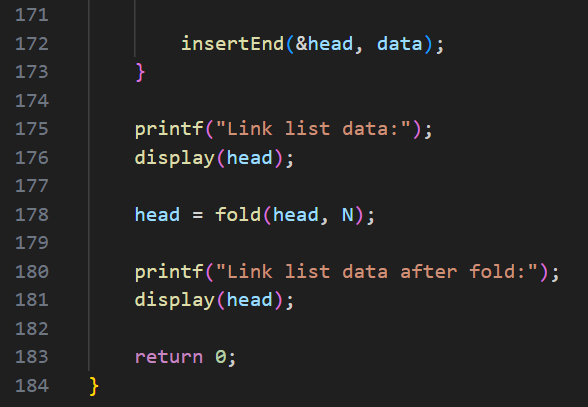 171
172 insertEnd(&head, data);
173 }
174
175 printf("Link list data:");
176 display(head);
177
178 head = fold(head, N);
179
180 printf("Link list data after fold:");
181 display(head);
182
183 return 0;
184 }